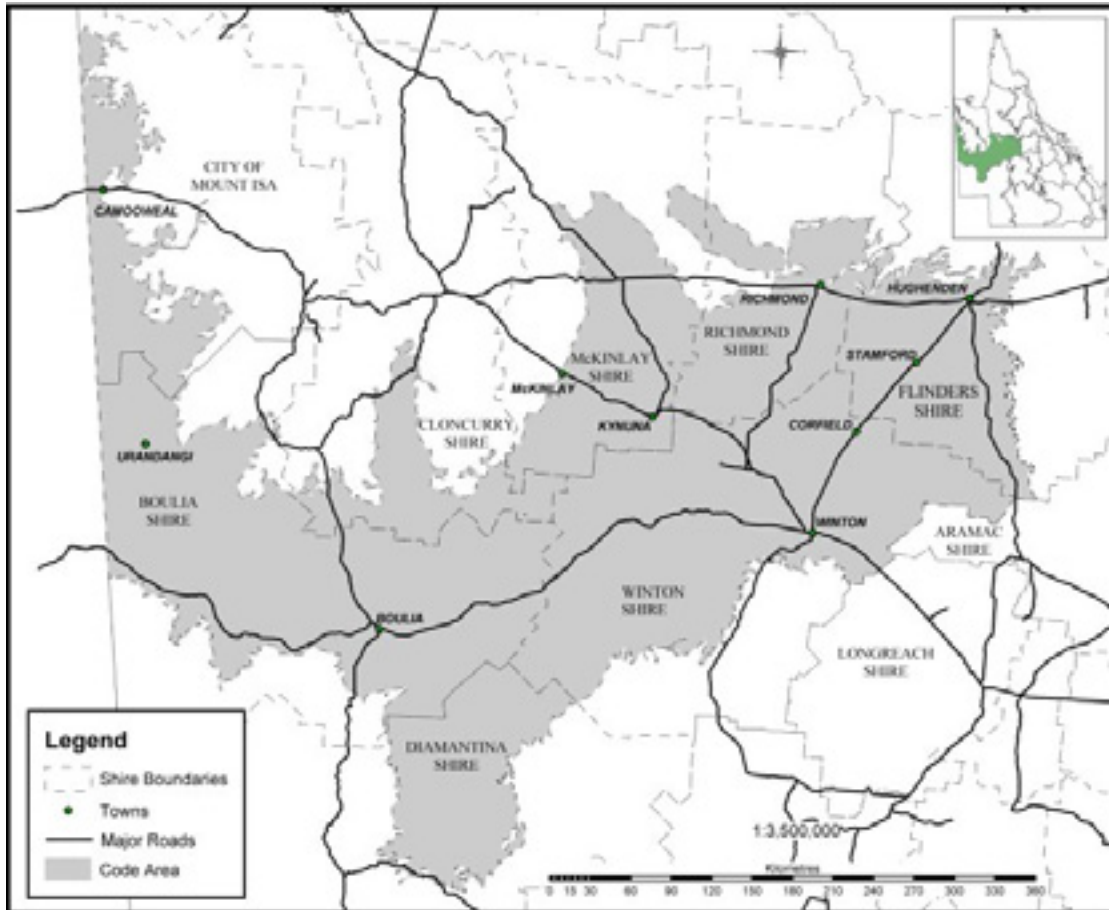 CITY OF
MOUNT ISA
CAMOOWEAL
RICHMOND
HUGHENDEN
RICHMOND
SHIRE
STAMFORD
McKINLAY
SHIRE
McKINLAY
FLINDERS
SHIRE
KYNUNA
CORFIELD
CLONCURRY
SHIRE
URANDANGI
BOULIA
SHIRE
WINTON
ARAMAC
SHIRE
WINTON
SHIRE
BOULIA
LONGREACH
SHIRE
DIAMANTINA
SHIRE
Legend
Shire Boundaries
Towns
Major Roads
Code Area
1:3,500,000
Kilometres
0 15 30 60 90 120 150 180 210 240 270 300 330 360